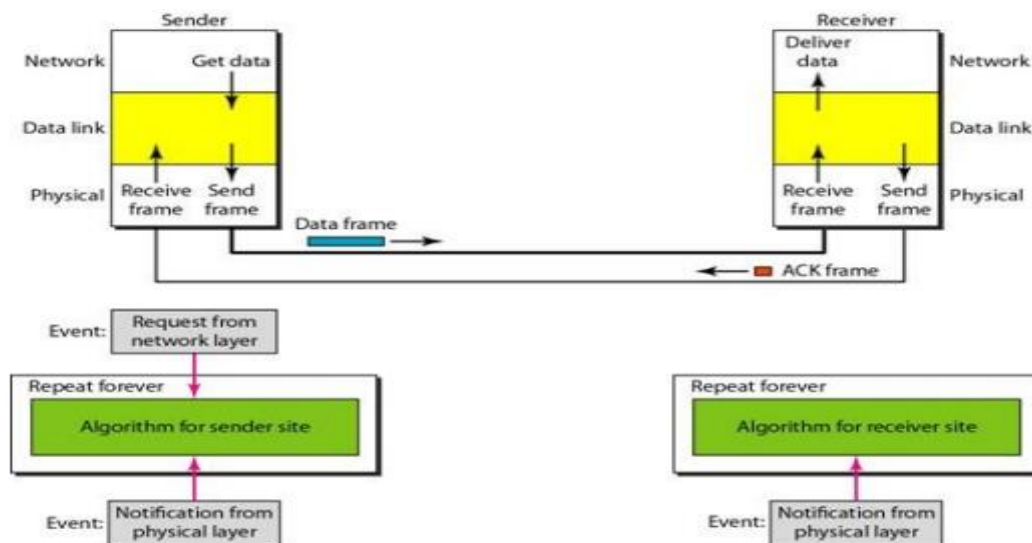 Sender
Receiver
Network
Get data
Deliver
data
Network
Data link
Data link
Physical
Receive
frame
Send
frame
Receive
frame
Send
frame
Physical
Data frame
ACK frame
Event:
Request from
network layer
Repeat forever
Algorithm for sender site
Repeat forever
Algorithm for receiver site
Event:
Notification from
physical layer
Event:
Notification from
physical layer